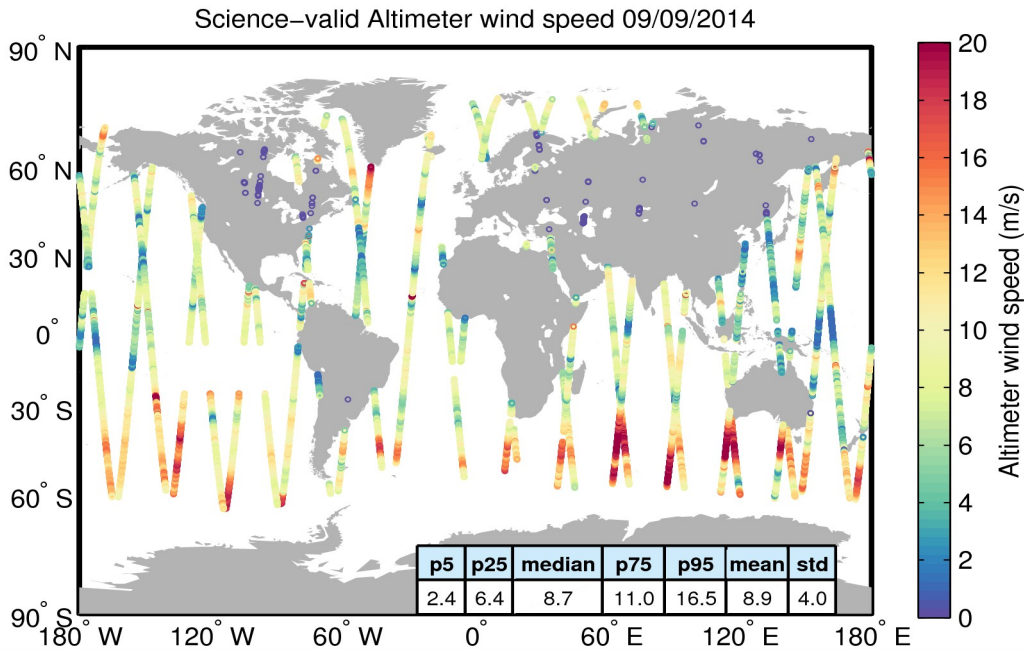 Science−valid Altimeter wind speed 09/09/2014
90° N
60° N
30° N
0°
30° S
60° S
90° S
180° W
120° W
60° W
0°
60° E
120° E
180° E
p5 p25 median p75 p95 mean std
2.4 6.4 8.7 11.0 16.5 8.9 4.0
20
18
16
14
12
10
8
6
4
2
0
Altimeter wind speed (m/s)